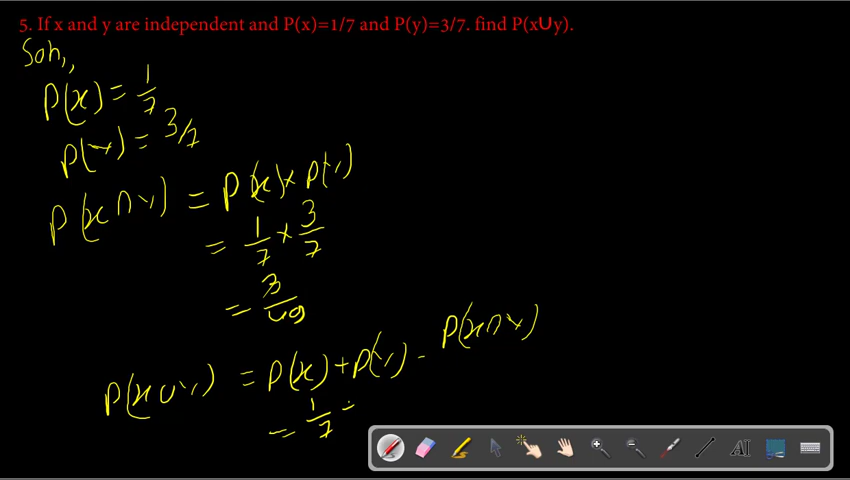 5. If x and y are independent and P(x)=1/7 and P(y)=3/7. find P(x∪y).
Soln,
P(x) = 1/7
P(y) = 3/7
P(x∩y) = P(x) × P(y)
= 1/7 × 3/7
= 3/49
P(x∪y) = P(x) + P(y) - P(x∩y)
= 1/7 -
AI